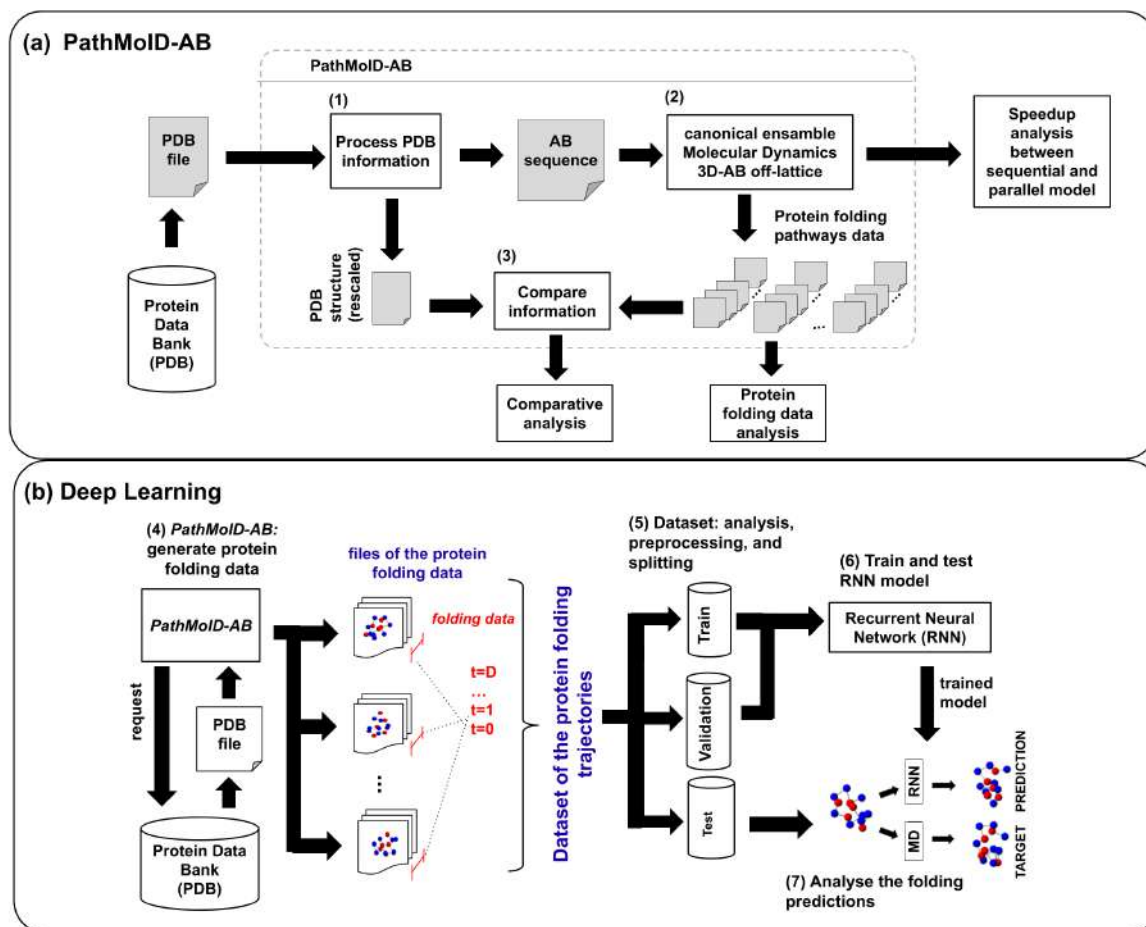 (a) PathMolD-AB
PathMolD-AB
(1)
(2)
PDB
file
Process PDB
information
AB
sequence
canonical ensamble
Molecular Dynamics
3D-AB off-lattice
Speedup
analysis
between
sequential and
parallel model
Protein folding
pathways data
Protein
Data
Bank
(PDB)
PDB
structure
(rescaled)
(3)
Compare
information
...
...
...
...
Comparative
analysis
Protein
folding data
analysis
(b) Deep Learning
(4) PathMolD-AB:
generate protein
folding data
PathMolD-AB
request
PDB
file
Protein Data
Bank
(PDB)
files of the protein
folding data
...
folding data
t=D
...
t=1
t=0
Dataset of the protein folding
trajectories
(5) Dataset: analysis,
preprocessing, and
splitting
Train
Validation
Test
(6) Train and test
RNN model
Recurrent Neural
Network (RNN)
trained
model
RNN
MD
PREDICTION
TARGET
(7) Analyse the folding
predictions